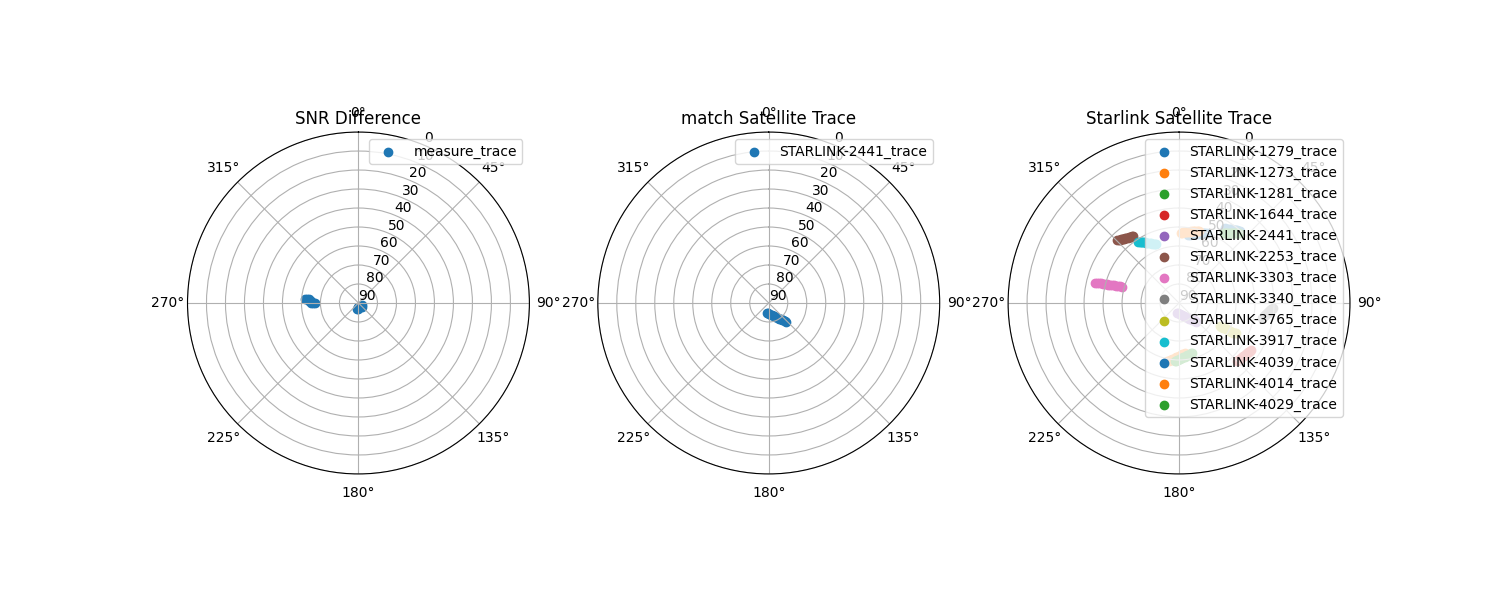 SNR Difference
0°
45°
90°
135°
180°
225°
270°
315°
0
20
30
40
50
60
70
80
90
measure_trace
match Satellite Trace
0°
45°
90°
135°
180°
225°
270°
315°
0
20
30
40
50
60
70
80
90
STARLINK-2441_trace
Starlink Satellite Trace
0°
45°
90°
135°
180°
225°
270°
315°
0
STARLINK-1279_trace
STARLINK-1273_trace
STARLINK-1281_trace
STARLINK-1644_trace
STARLINK-2441_trace
STARLINK-2253_trace
STARLINK-3303_trace
STARLINK-3340_trace
STARLINK-3765_trace
STARLINK-3917_trace
STARLINK-4039_trace
STARLINK-4014_trace
STARLINK-4029_trace